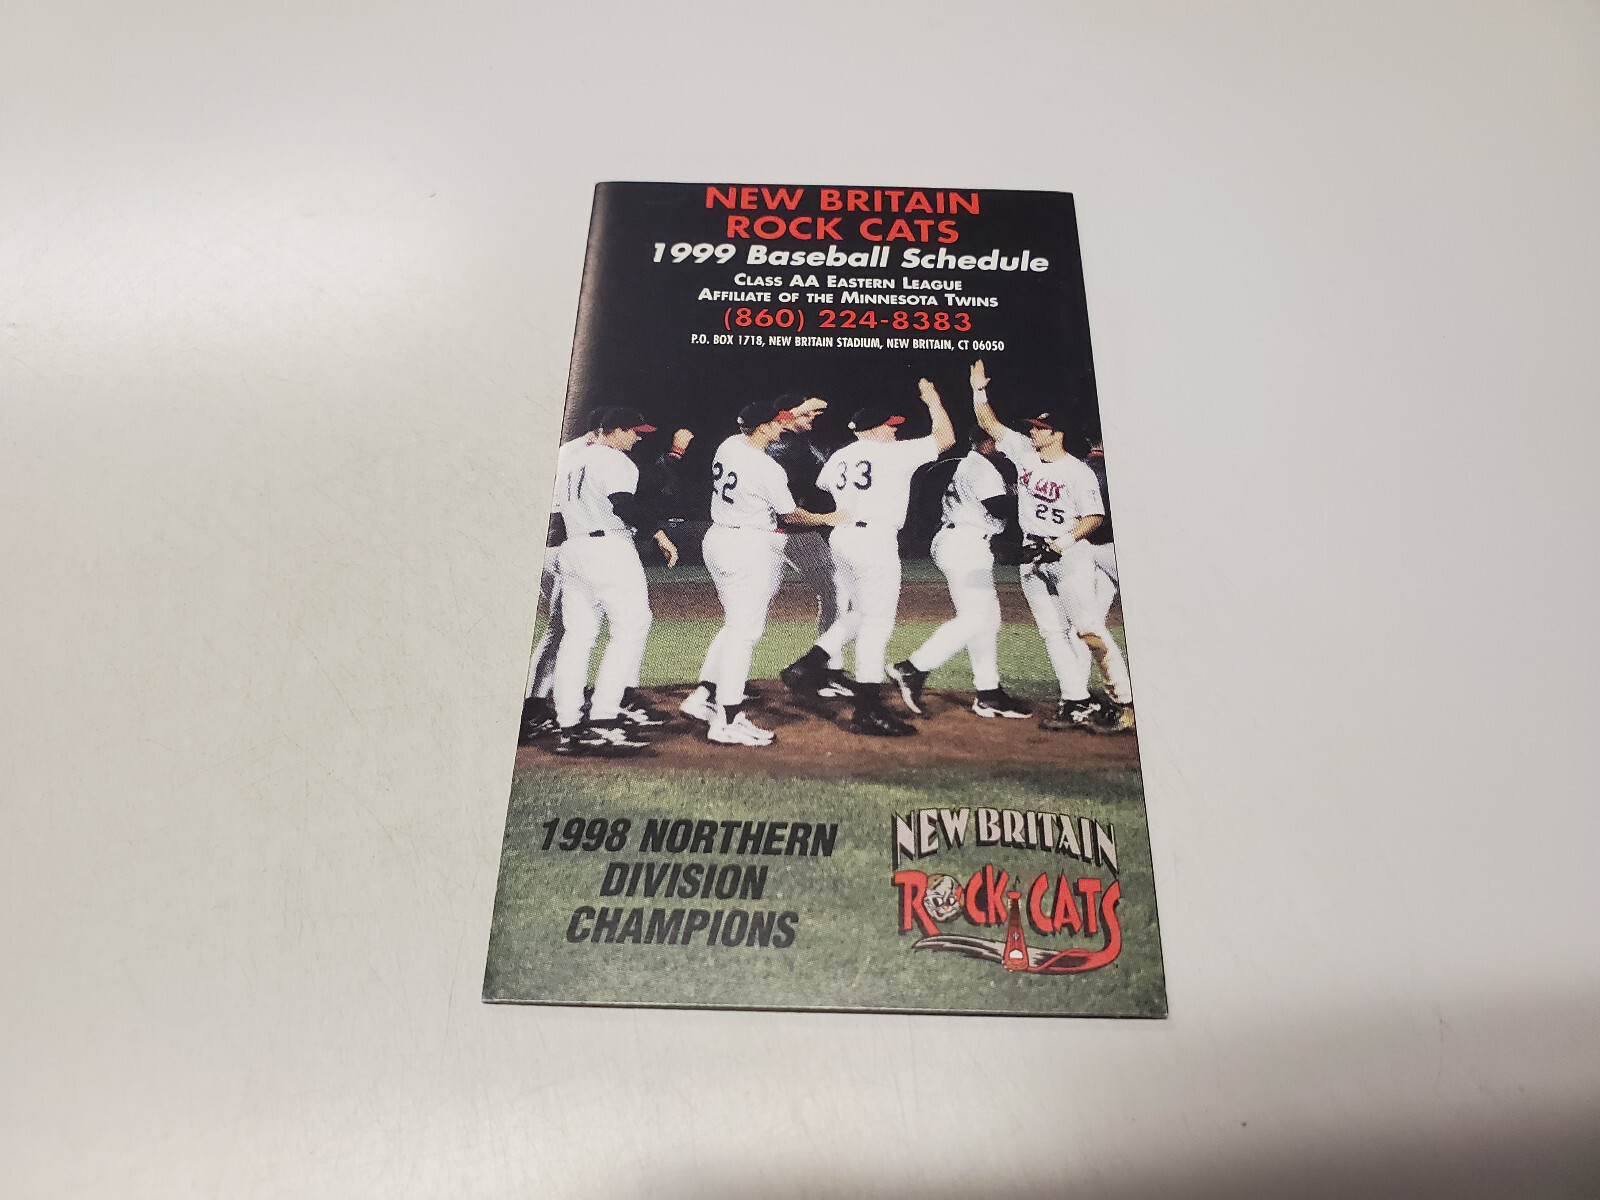 NEW BRITAIN
ROCK CATS
1999 Baseball Schedule
CLASS AA EASTERN LEAGUE
AFFILIATE OF THE MINNESOTA TWINS
(860) 224-8383
P.O. BOX 1718, NEW BRITAIN STADIUM, NEW BRITAIN, CT 06050
11
22
33
CATS
25
1998 NORTHERN
DIVISION
CHAMPIONS
NEW BRITAIN
ROCK CATS